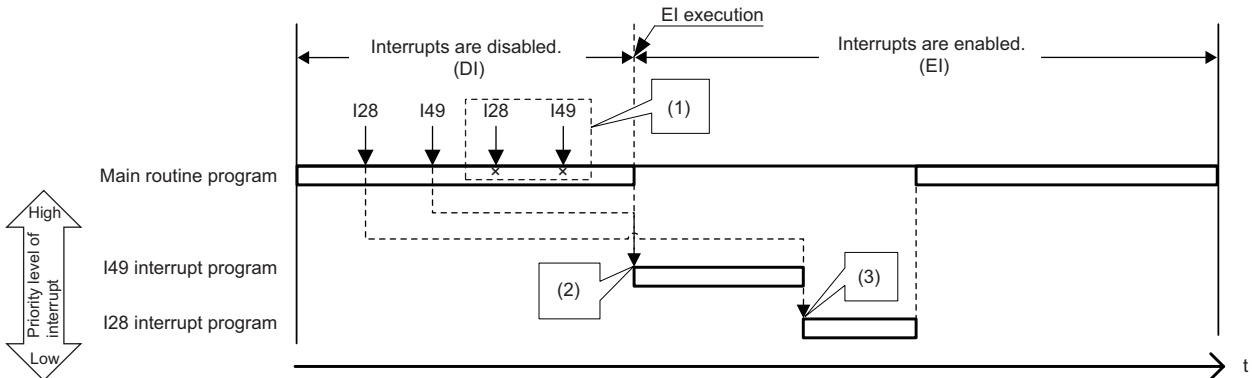 EI execution
Interrupts are disabled.
(DI)
Interrupts are enabled.
(EI)
I28
I49
I28
I49
(1)
Main routine program
High
Priority level of
interrupt
Low
I49 interrupt program
(2)
(3)
I28 interrupt program
t